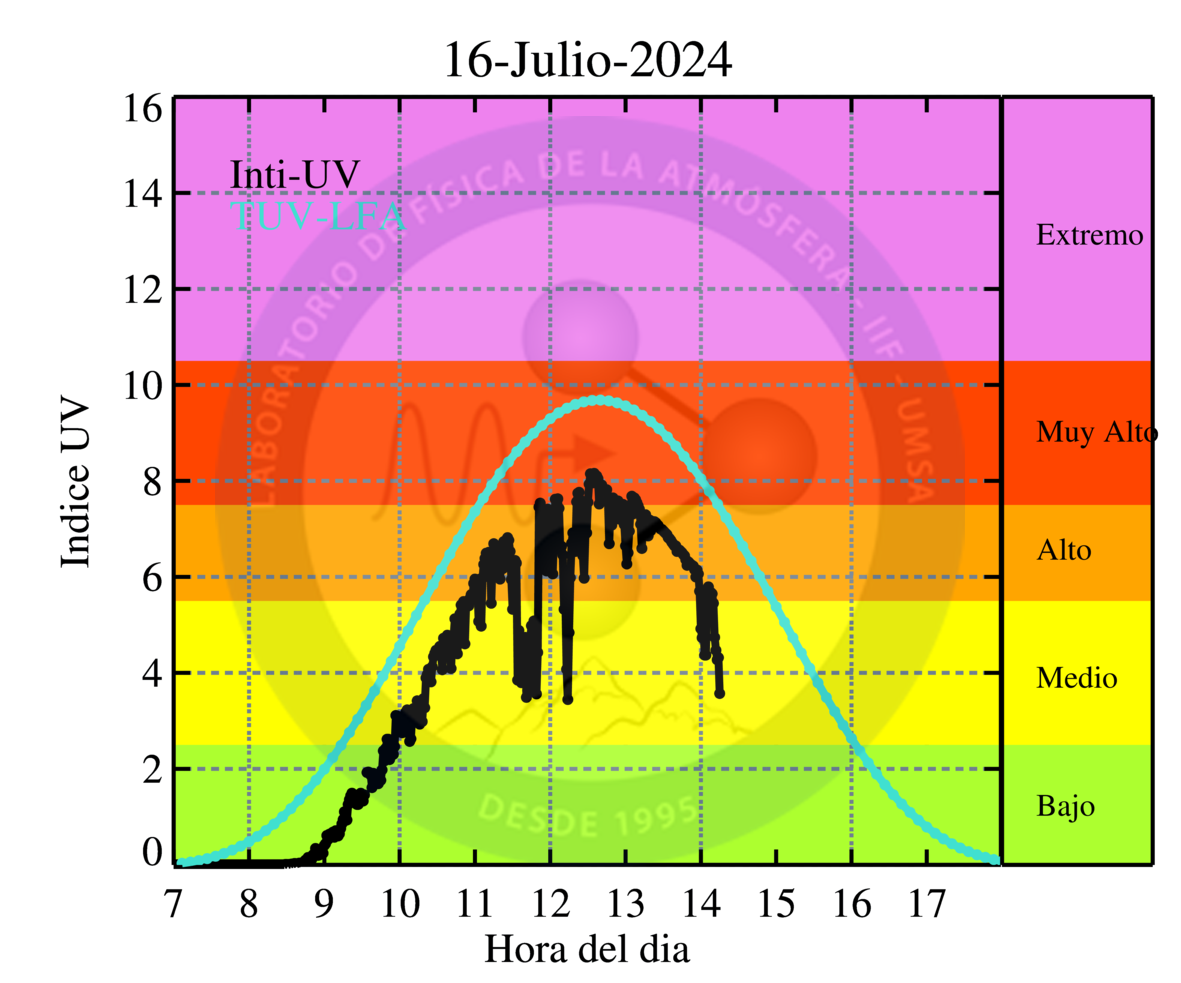 16-Julio-2024
16
14
12
10
8
6
4
2
0
Indice UV
Inti-UV
TUV-LFA
LABORATORIO DE FÍSICA DE LA ATMÓSFERA - IIF - UMSA
DESDE 1995
Extremo
Muy Alto
Alto
Medio
Bajo
7 8 9 10 11 12 13 14 15 16 17
Hora del dia